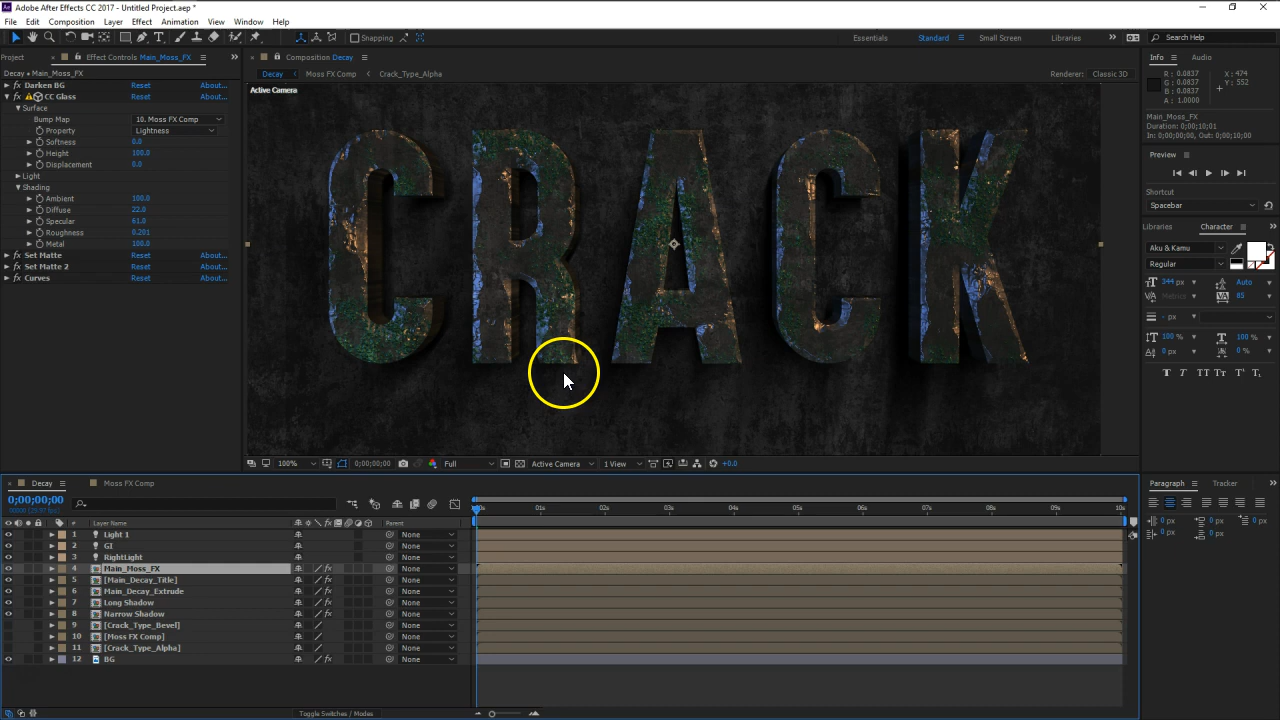 Adobe After Effects CC 2017 - Untitled Project.aep *
File Edit Composition Layer Effect Animation View Window Help
Snapping Essentials Standard Small Screen Libraries Search Help
Project Effect Controls Main_Moss_FX Composition Decay Info Audio
Decay • Main_Moss_FX Decay Moss FX Comp Crack_Type_Alpha Renderer: Classic 3D
Active Camera
Darken BG Reset About...
CC Glass Reset About...
Surface
Bump Map 10. Moss FX Comp
Property Lightness
Softness 0.0
Height 100.0
Displacement 0.0
Light
Shading
Ambient 100.0
Diffuse 22.0
Specular 61.0
Roughness 0.201
Metal 100.0
Set Matte Reset About...
Set Matte 2 Reset About...
Curves Reset About...
CRACK
R : 0.0837 X : 474
G : 0.0837 Y : 552
B : 0.0837
A : 1.0000
Main_Moss_FX
Duration: 0;00;10;01
In: 0;00;00;00, Out: 0;00;10;00
Preview
Shortcut
Spacebar
Libraries Character
Aku & Kamu
Regular
344 px Auto
Metrics 85
- px
100 % 100 %
0 px 0 %
T T TT Tт T¹ T₁
100% 0;00;00;00 Full Active Camera 1 View +0.0
Decay Moss FX Comp
Paragraph Tracker
0;00;00;00
00000 (29.97 fps)
01s 02s 03s 04s 05s 06s 07s 08s 09s 10s
# Layer Name Parent
1 Light 1 None
2 GI None
3 RightLight None
4 Main_Moss_FX None
5 [Main_Decay_Title] None
6 Main_Decay_Extrude None
7 Long Shadow None
8 Narrow Shadow None
9 [Crack_Type_Bevel] None
10 [Moss FX Comp] None
11 [Crack_Type_Alpha] None
12 BG None
0 px 0 px 0 px
0 px 0 px
Toggle Switches / Modes